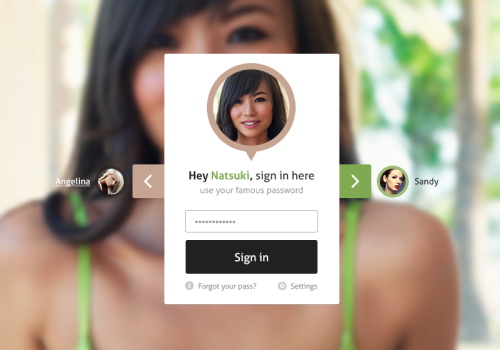 Hey Natsuki, sign in here
use your famous password
Angelina
Sandy
************
Sign in
Forgot your pass?
Settings